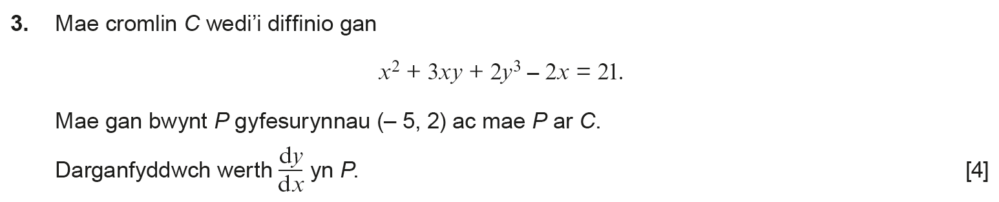 3. Mae cromlin C wedi’i diffinio gan
x² + 3xy + 2y³ – 2x = 21.
Mae gan bwynt P gyfesurynnau (– 5, 2) ac mae P ar C.
Darganfyddwch werth dy/dx yn P. [4]